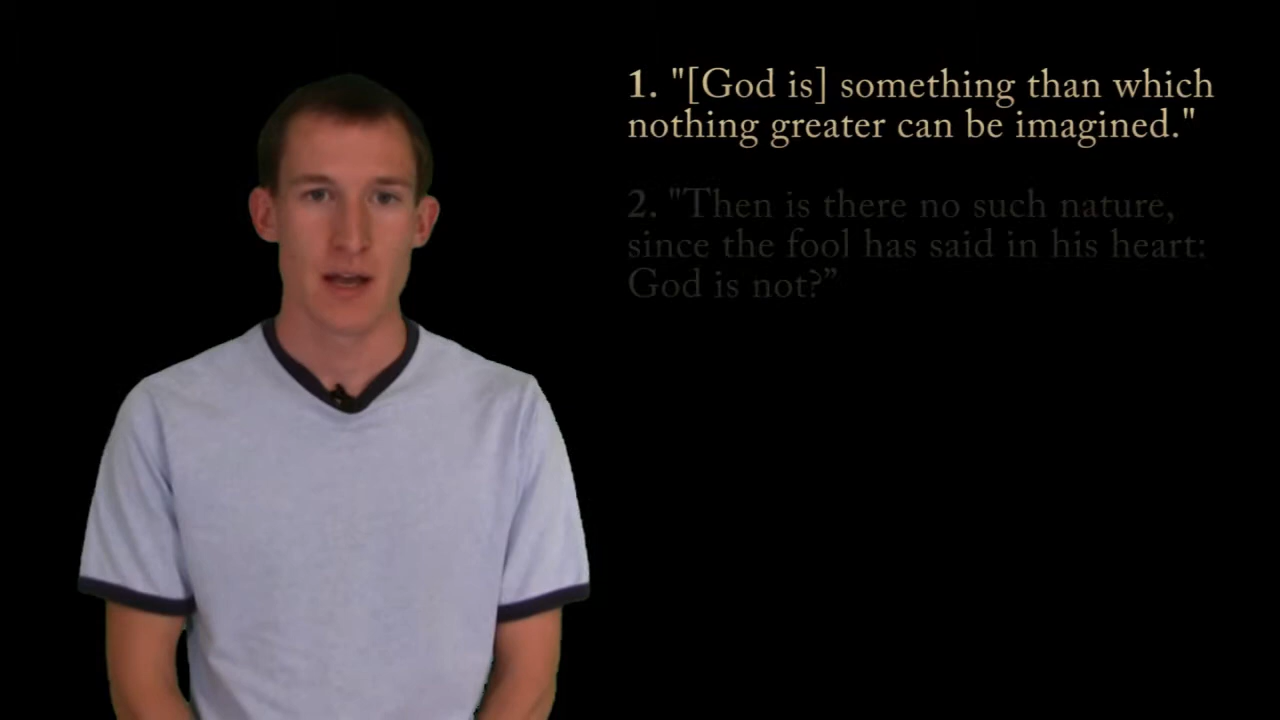 1. "[God is] something than which
nothing greater can be imagined."
2. "Then is there no such nature,
since the fool has said in his heart:
God is not?”